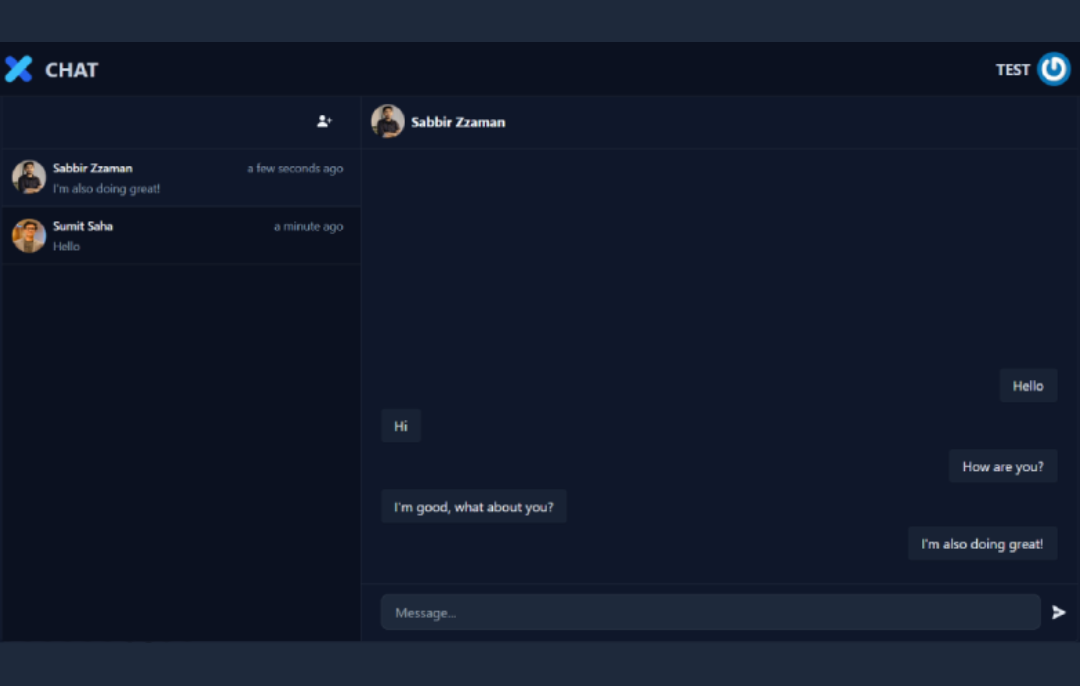 CHAT
TEST
Sabbir Zzaman
a few seconds ago
I'm also doing great!
Sumit Saha
a minute ago
Hello
Sabbir Zzaman
Hello
Hi
How are you?
I'm good, what about you?
I'm also doing great!
Message...